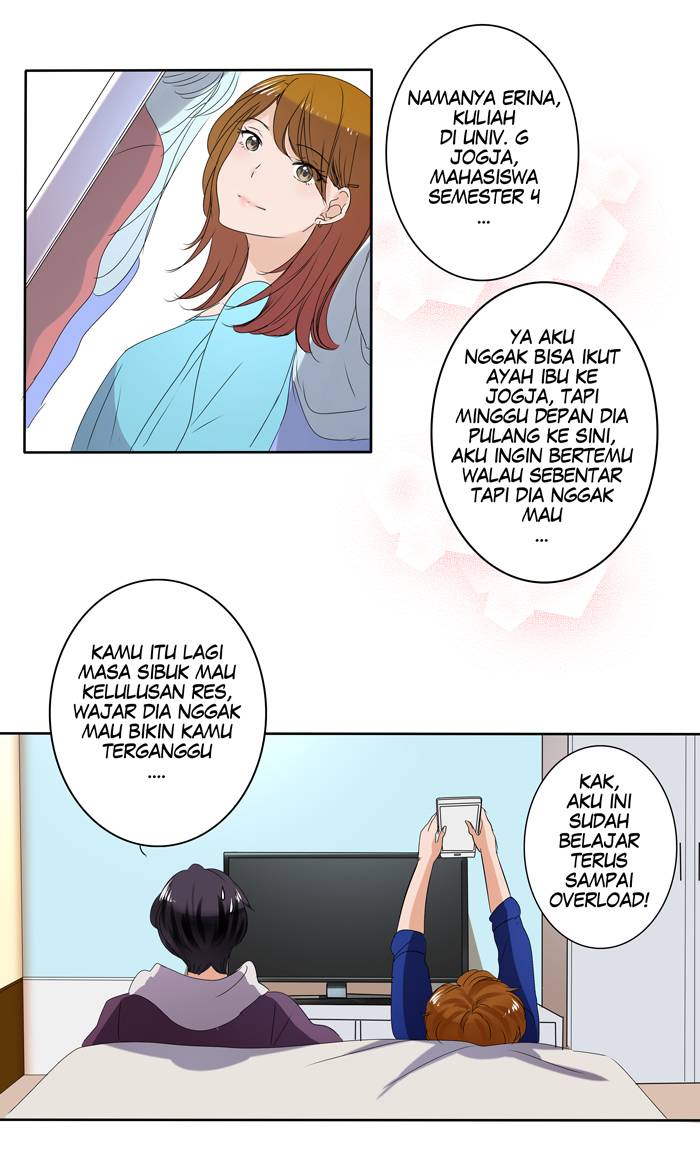 NAMANYA ERINA,
KULIAH
DI UNIV. G
JOGJA,
MAHASISWA
SEMESTER 4
...
YA AKU
NGGAK BISA IKUT
AYAH IBU KE
JOGJA, TAPI
MINGGU DEPAN DIA
PULANG KE SINI,
AKU INGIN BERTEMU
WALAU SEBENTAR
TAPI DIA NGGAK
MAU
...
KAMU ITU LAGI
MASA SIBUK MAU
KELULUSAN RES,
WAJAR DIA NGGAK
MAU BIKIN KAMU
TERGANGGU
....
KAK,
AKU INI
SUDAH
BELAJAR
TERUS
SAMPAI
OVERLOAD!